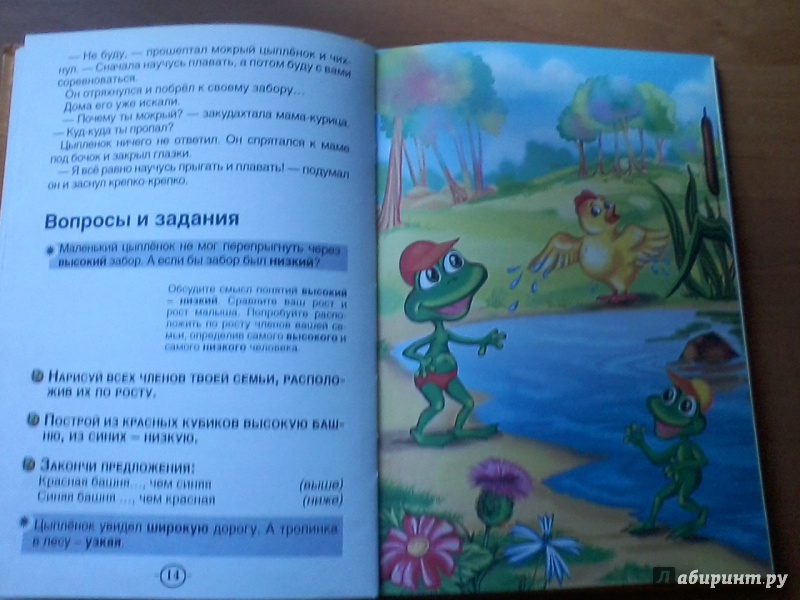 — Не буду, — прошептал мокрый цыплёнок и чих-
нул. — Сначала научусь плавать, а потом буду с вами
соревноваться.
Он отряхнулся и побрёл к своему забору...
Дома его уже искали.
— Почему ты мокрый? — закудахтала мама-курица.
— Куд-куда ты пропал?
Цыпленок ничего не ответил. Он спрятался к маме
под бочок и закрыл глазки.
— Я всё равно научусь прыгать и плавать! — подумал
он и заснул крепко-крепко.
Вопросы и задания
Маленький цыплёнок не мог перепрыгнуть через
высокий забор. А если бы забор был низкий?
Обсудите смысл понятий высокий
– низкий. Сравните ваш рост и
рост малыша. Попробуйте распо-
ложить по росту членов вашей се-
мьи, определив самого высокого и
самого низкого человека.
Нарисуй всех членов твоей семьи, располо-
жив их по росту.
Построй из красных кубиков высокую баш-
ню, из синих – низкую.
Закончи предложения:
Красная башня..., чем синяя (выше)
Синяя башня ..., чем красная (ниже)
Цыплёнок увидел широкую дорогу. А тропинка
в лесу – узкая.
14
Лабиринт.ру